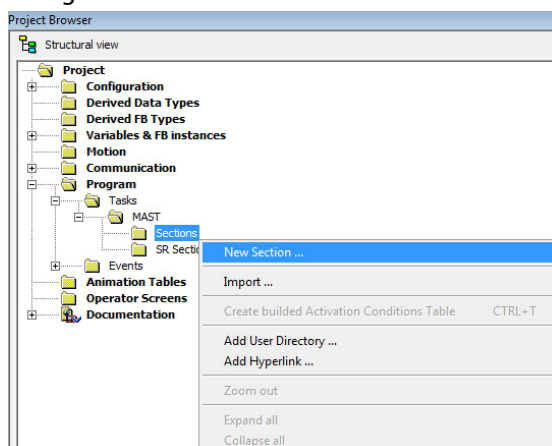 Project Browser
Structural view
Project
Configuration
Derived Data Types
Derived FB Types
Variables & FB instances
Motion
Communication
Program
Tasks
MAST
Sections
SR Sectio
Events
Animation Tables
Operator Screens
Documentation
New Section ...
Import ...
Create builded Activation Conditions Table CTRL+T
Add User Directory ...
Add Hyperlink ...
Zoom out
Expand all
Collapse all